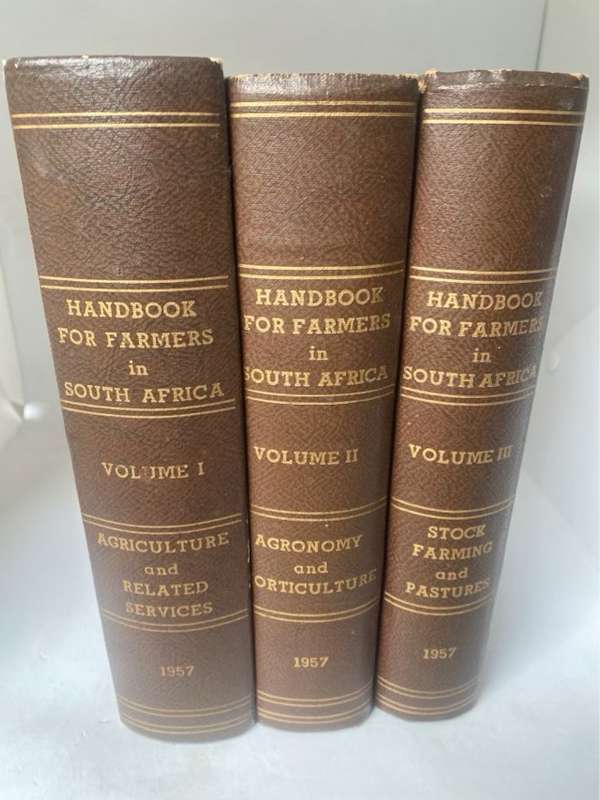 HANDBOOK
FOR FARMERS
in
SOUTH AFRICA
VOLUME I
AGRICULTURE
and
RELATED
SERVICES
1957
HANDBOOK
FOR FARMERS
in
SOUTH AFRICA
VOLUME II
AGRONOMY
and
ORTICULTURE
1957
HANDBOOK
FOR FARMERS
in
SOUTH AFRICA
VOLUME III
STOCK
FARMING
and
PASTURES
1957